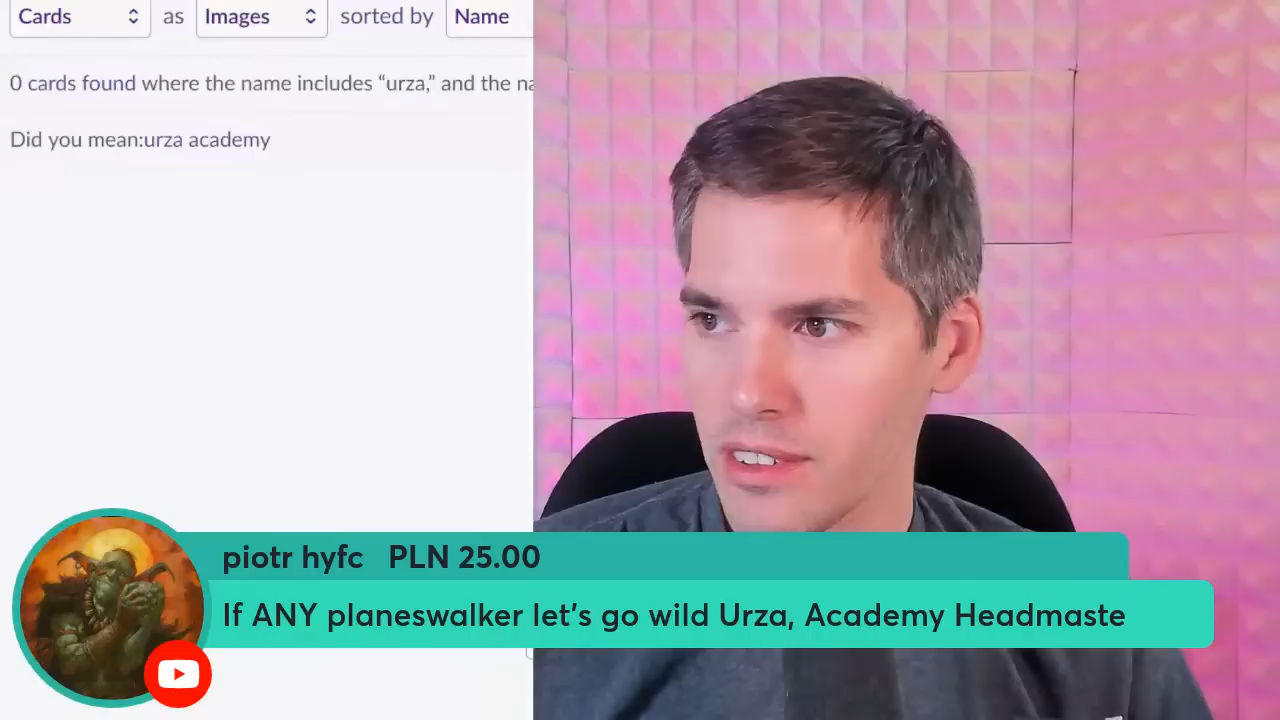 Cards as Images sorted by Name
0 cards found where the name includes “urza,” and the na
Did you mean:urza academy
piotr hyfc PLN 25.00
If ANY planeswalker let's go wild Urza, Academy Headmaste